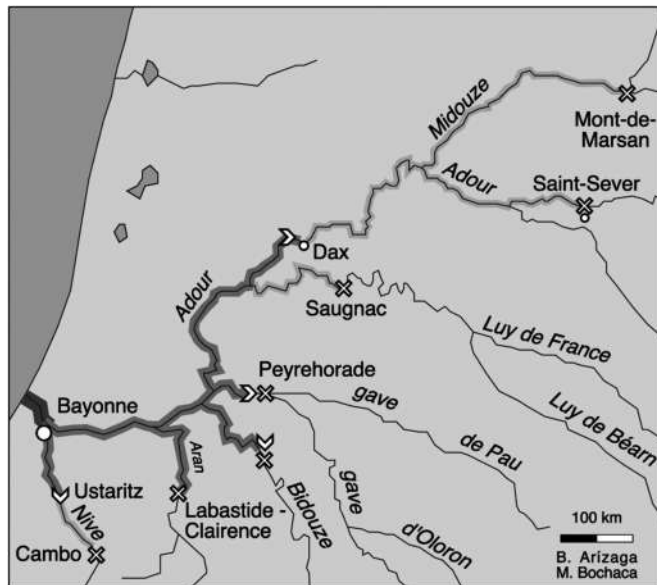 Midouze
Mont-de-
Marsan
Adour
Saint-Sever
Dax
Adour
Saugnac
Luy de France
Peyrehorade
Bayonne
gave
Luy de Béarn
Aran
de Pau
Ustaritz
Labastide -
Clairence
Bidouze
gave
Nive
d'Oloron
100 km
Cambo
B. Arízaga
M. Bochaca